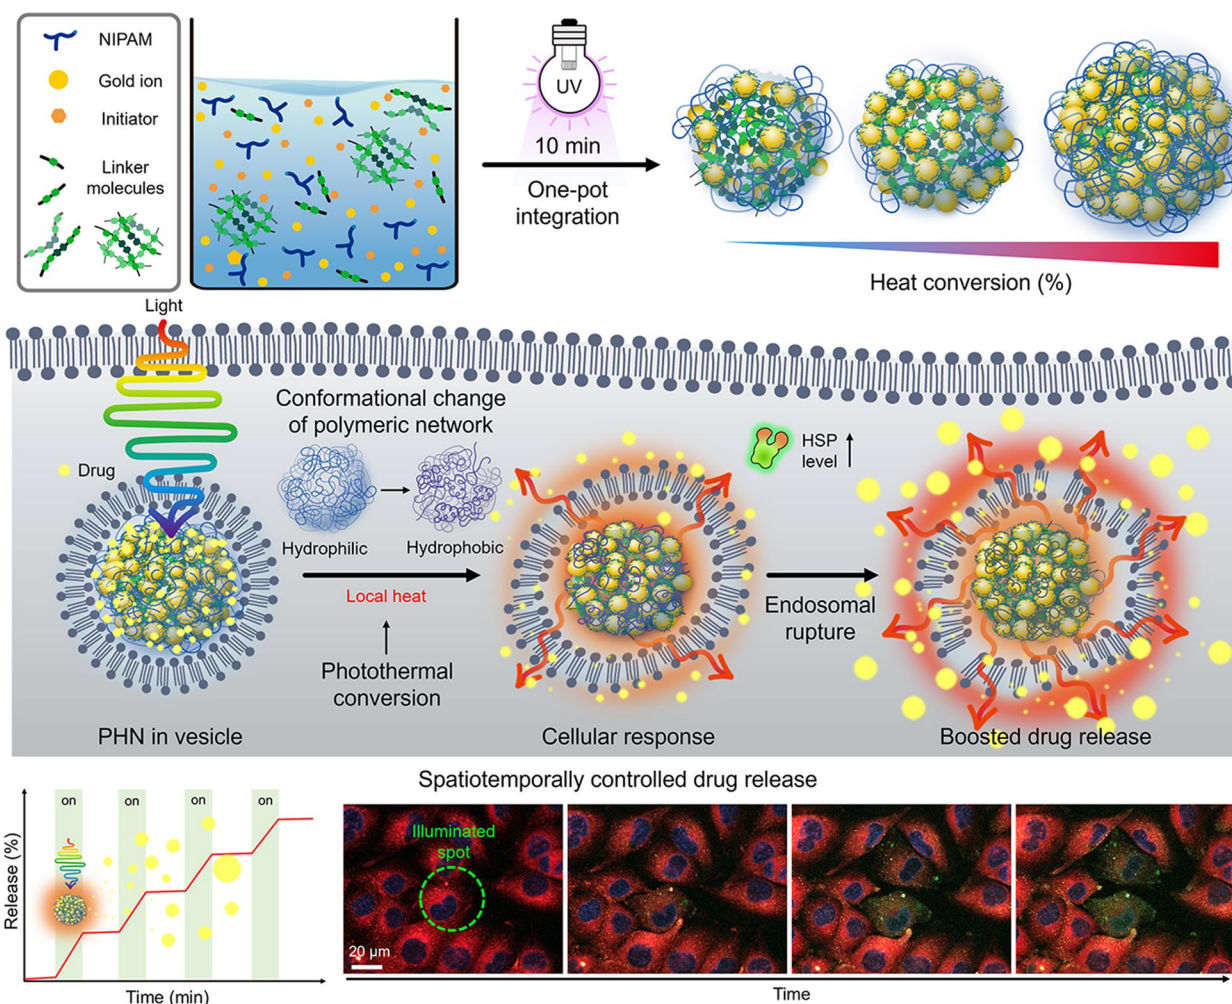 NIPAM
Gold ion
Initiator
Linker
molecules
UV
10 min
One-pot
integration
Heat conversion (%)
Light
Drug
Conformational change
of polymeric network
Hydrophilic
Hydrophobic
Local heat
Photothermal
conversion
HSP
level
Endosomal
rupture
PHN in vesicle
Cellular response
Boosted drug release
Spatiotemporally controlled drug release
on
on
on
on
Release (%)
Time (min)
Illuminated
spot
20 μm
Time